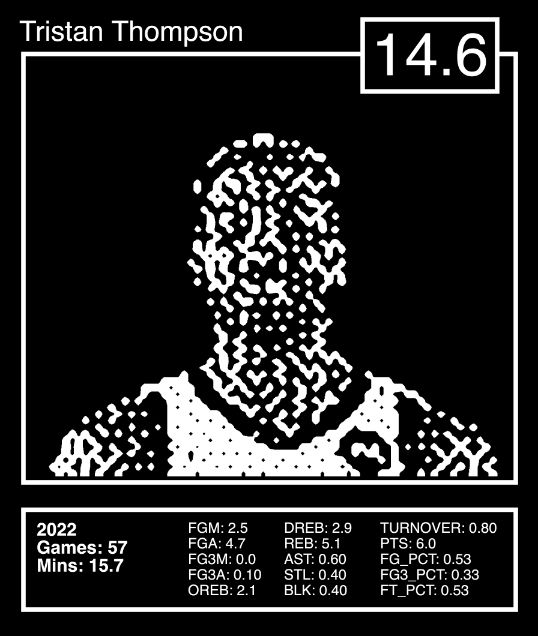 Tristan Thompson
14.6
2022
Games: 57
Mins: 15.7
FGM: 2.5
FGA: 4.7
FG3M: 0.0
FG3A: 0.10
OREB: 2.1
DREB: 2.9
REB: 5.1
AST: 0.60
STL: 0.40
BLK: 0.40
TURNOVER: 0.80
PTS: 6.0
FG_PCT: 0.53
FG3_PCT: 0.33
FT_PCT: 0.53